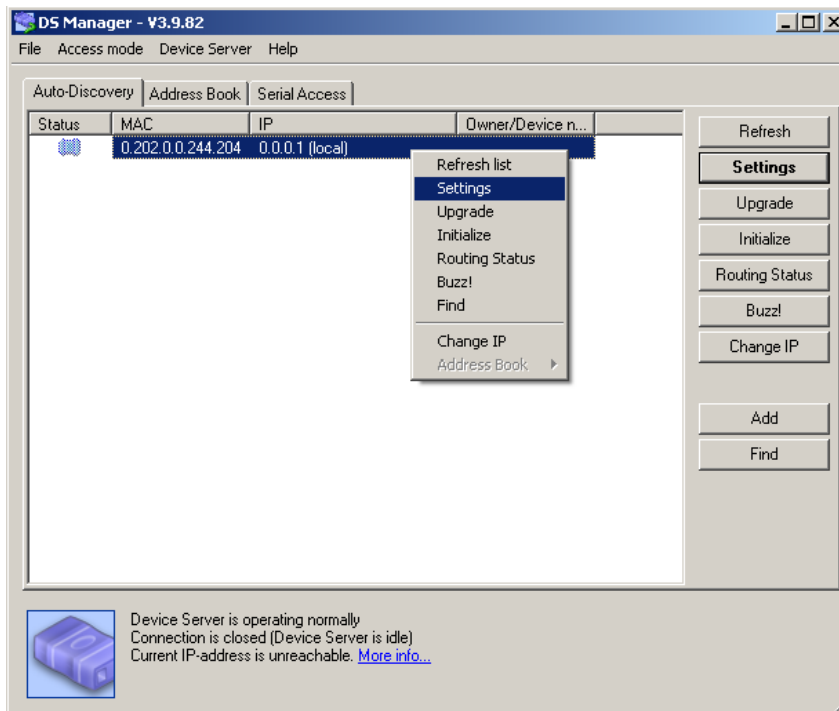 DS Manager - V3.9.82
File Access mode Device Server Help
Auto-Discovery Address Book Serial Access
Status MAC IP Owner/Device n...
0.202.0.0.244.204 0.0.0.1 (local)
Refresh list
Settings
Upgrade
Initialize
Routing Status
Buzz!
Find
Change IP
Address Book
Refresh
Settings
Upgrade
Initialize
Routing Status
Buzz!
Change IP
Add
Find
Device Server is operating normally
Connection is closed (Device Server is idle)
Current IP-address is unreachable. More info...